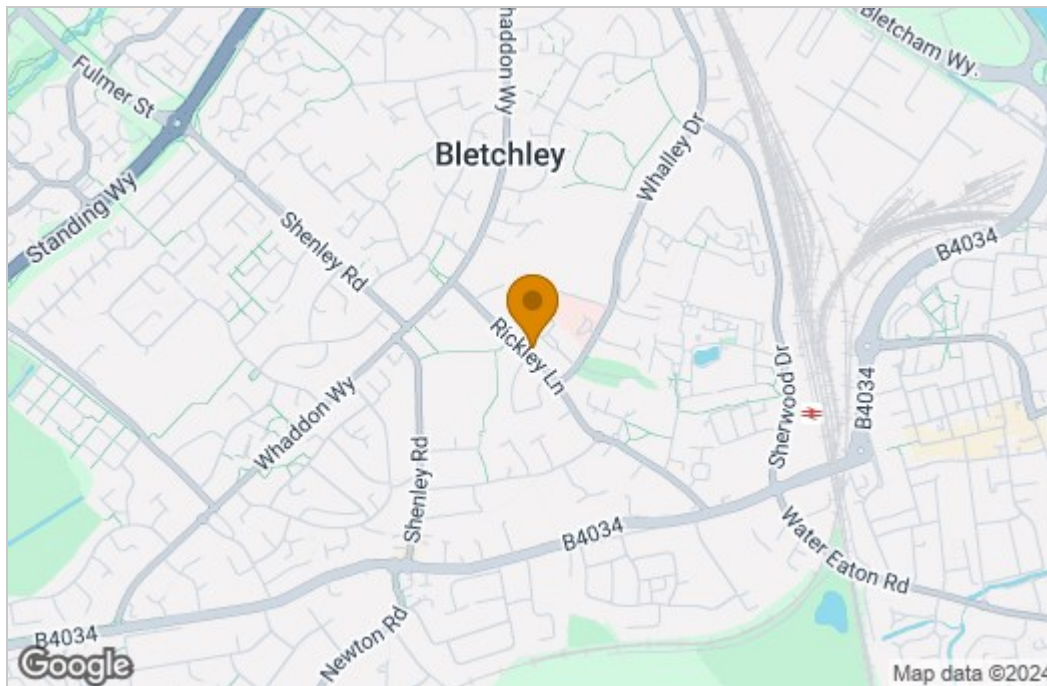 Bletcham Wy.
Fulmer St
haddon Wy
Whalley Dr
Bletchley
Standing Wy
Shenley Rd
B4034
Rickley Ln
Sherwood Dr
B4034
Whaddon Wy
Shenley Rd
B4034
Water Eaton Rd
B4034
Newton Rd
Google
Map data ©2024